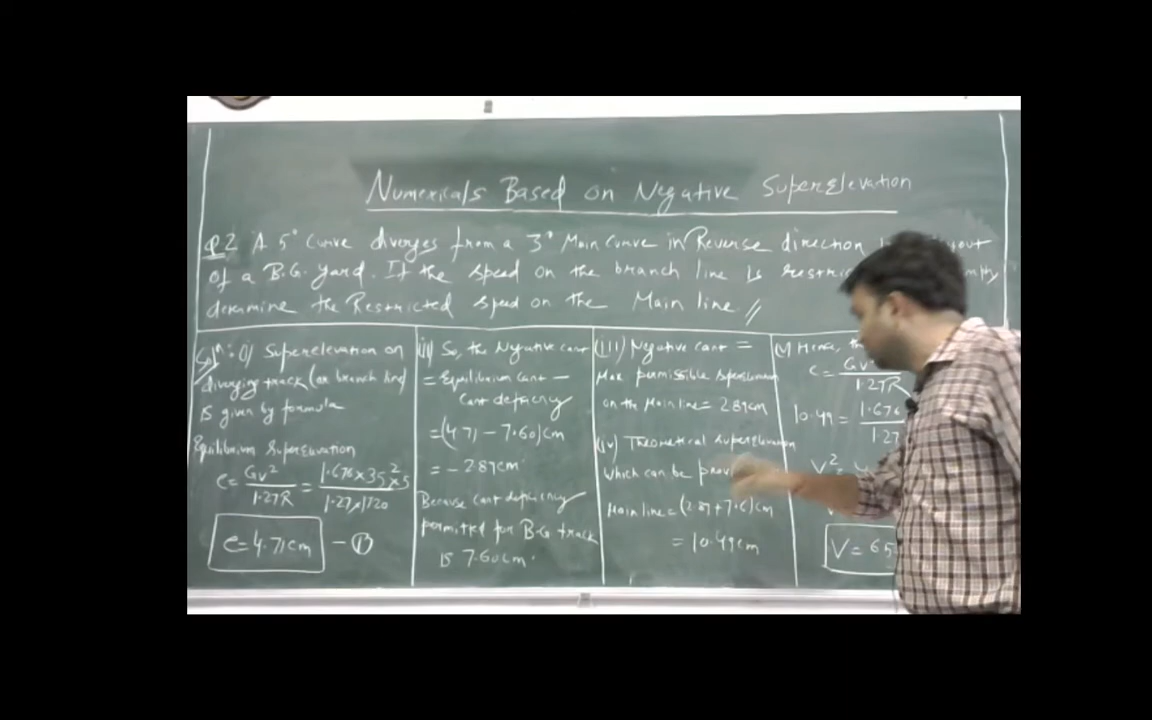 Numericals Based on Negative Superelevation
Q2 A 5° Curve diverges from a 3° Main Curve in Reverse direction
of a B.G. yard. If the speed on the branch line is
deremine the Restricted speed on the Main line.//
Solⁿ:- (i) Superelevation on
diverging track (or branch line)
is given by formula
Equilibrium Superelevation
e = Gv²/1.27R = 1.676×35²×5/1.27×1720
e = 4.71cm -①
(ii) So, the Negative cant
= Equilibrium Cant -
Cant deficiency
= (4.71 - 7.60)cm
= -2.89cm
Because Cant deficiency
permitted for B.G track
is 7.60cm.
(iii) Negative cant =
Max permissible superelevation
on the Main line = 2.89cm
(iv) Theoretical superelevation
which can be
Main line = (2.89+7.6)cm
= 10.49cm
(v) Hence,
e =
1.27R
10.49 = 1.676/1.27
V²=
V = 65